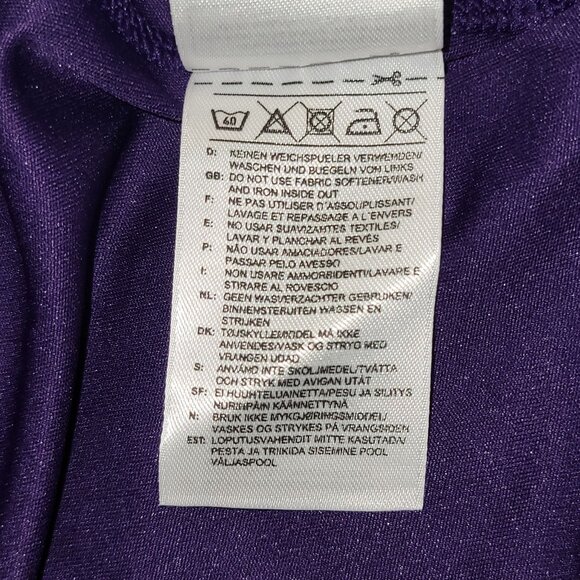 40
D: KEINEN WEICHSPUELER VERWENDEN/
WASCHEN UND BUEGELN VOM LINKS
GB: DO NOT USE FABRIC SOFTENER/WASH
AND IRON INSIDE OUT
F: NE PAS UTILISER D'ASSOUPLISSANT/
LAVAGE ET REPASSAGE A L'ENVERS
E: NO USAR SUAVIZANTES TEXTILES/
LAVAR Y PLANCHAR AL REVÉS
P: NÃO USAR AMACIADORES/LAVAR E
PASSAR PELO AVESSO
I: NON USARE AMMORBIDENTI/LAVARE E
STIRARE AL ROVESCIO
NL: GEEN WASVERZACHTER GEBRUIKEN/
BINNENSTEBUITEN WASSEN EN
STRIJKEN
DK: TØJSKYLLEMIDDEL MÅ IKKE
ANVENDES/VASK OG STRYG MED
VRANGEN UDAD
S: ANVÄND INTE SKÖLJMEDEL/TVÄTTA
OCH STRYK MED AVIGAN UTÅT
SF: EI HUUHTELUAINETTA/PESU JA SILITYS
NURINPÄIN KÄÄNNETTYNÄ
N: BRUK IKKE MYKGJØRINGSMIDDEL/
VASKES OG STRYKES PÅ VRANGSIDEN
EST: LOPUTUSVAHENDIT MITTE KASUTADA/
PESTA JA TRIIKIDA SISEMINE POOL
VÄLJASPOOL